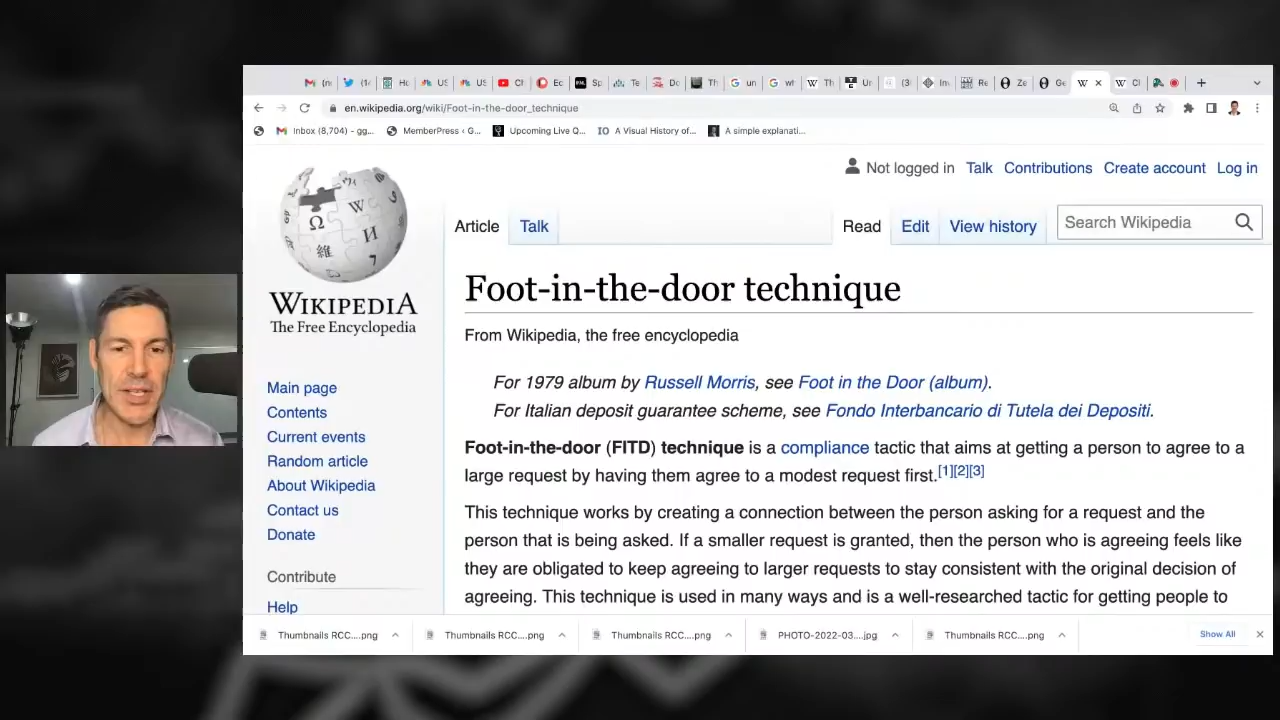 en.wikipedia.org/wiki/Foot-in-the-door_technique
Inbox (8,704) - gg... MemberPress ‹ G... Upcoming Live Q... IO A Visual History of... A simple explanati...
Not logged in Talk Contributions Create account Log in
Article Talk Read Edit View history Search Wikipedia
Ω W И 維
WIKIPEDIA
The Free Encyclopedia
Main page
Contents
Current events
Random article
About Wikipedia
Contact us
Donate
Contribute
Help
Foot-in-the-door technique
From Wikipedia, the free encyclopedia
For 1979 album by Russell Morris, see Foot in the Door (album).
For Italian deposit guarantee scheme, see Fondo Interbancario di Tutela dei Depositi.
Foot-in-the-door (FITD) technique is a compliance tactic that aims at getting a person to agree to a
large request by having them agree to a modest request first.[1][2][3]
This technique works by creating a connection between the person asking for a request and the
person that is being asked. If a smaller request is granted, then the person who is agreeing feels like
they are obligated to keep agreeing to larger requests to stay consistent with the original decision of
agreeing. This technique is used in many ways and is a well-researched tactic for getting people to
Thumbnails RCC....png Thumbnails RCC....png Thumbnails RCC....png PHOTO-2022-03...jpg Thumbnails RCC....png Show All